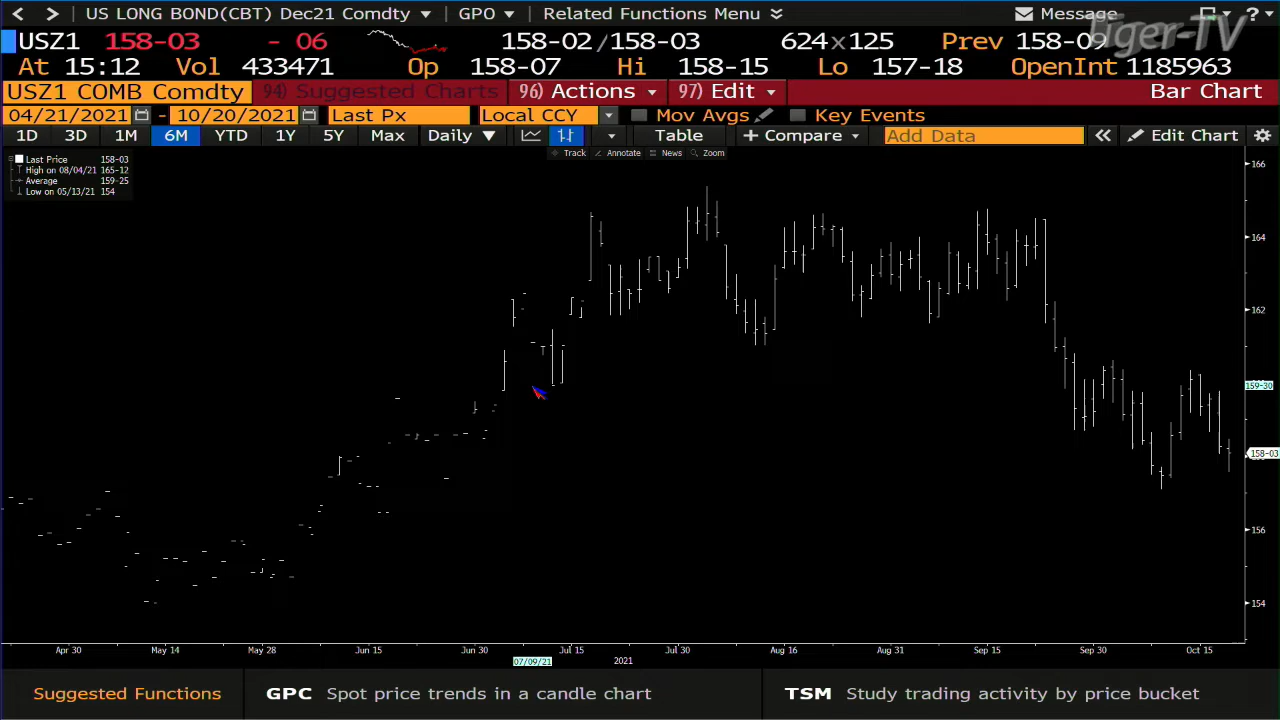 < > US LONG BOND(CBT) Dec21 Comdty GPO Related Functions Menu Message ?
USZ1 158-03 - 06 158-02/158-03 624x125 Prev 158-09
At 15:12 Vol 433471 Op 158-07 Hi 158-15 Lo 157-18 OpenInt 1185963
USZ1 COMB Comdty 94) Suggested Charts 96) Actions 97) Edit Bar Chart
04/21/2021 - 10/20/2021 Last Px Local CCY Mov Avgs Key Events
1D 3D 1M 6M YTD 1Y 5Y Max Daily Table + Compare Add Data « Edit Chart
Track Annotate News Zoom
Last Price 158-03
High on 08/04/21 165-12
Average 159-25
Low on 05/13/21 154
166
164
162
159-30
158-03
156
154
Apr 30 May 14 May 28 Jun 15 Jun 30 Jul 15 Jul 30 Aug 16 Aug 31 Sep 15 Sep 30 Oct 15
07/09/21 2021
Suggested Functions GPC Spot price trends in a candle chart TSM Study trading activity by price bucket